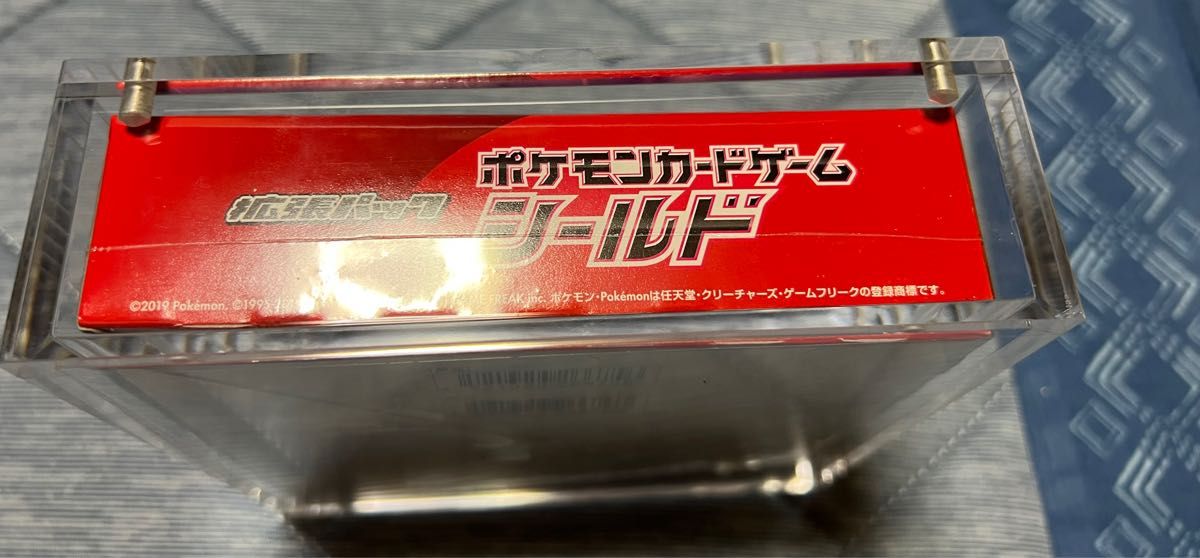 ポケモンカードゲーム
拡張パック シールド
©2019 Pokémon. ©1995-20 FREAK inc. ポケモン・Pokémonは任天堂・クリーチャーズ・ゲームフリークの登録商標です。